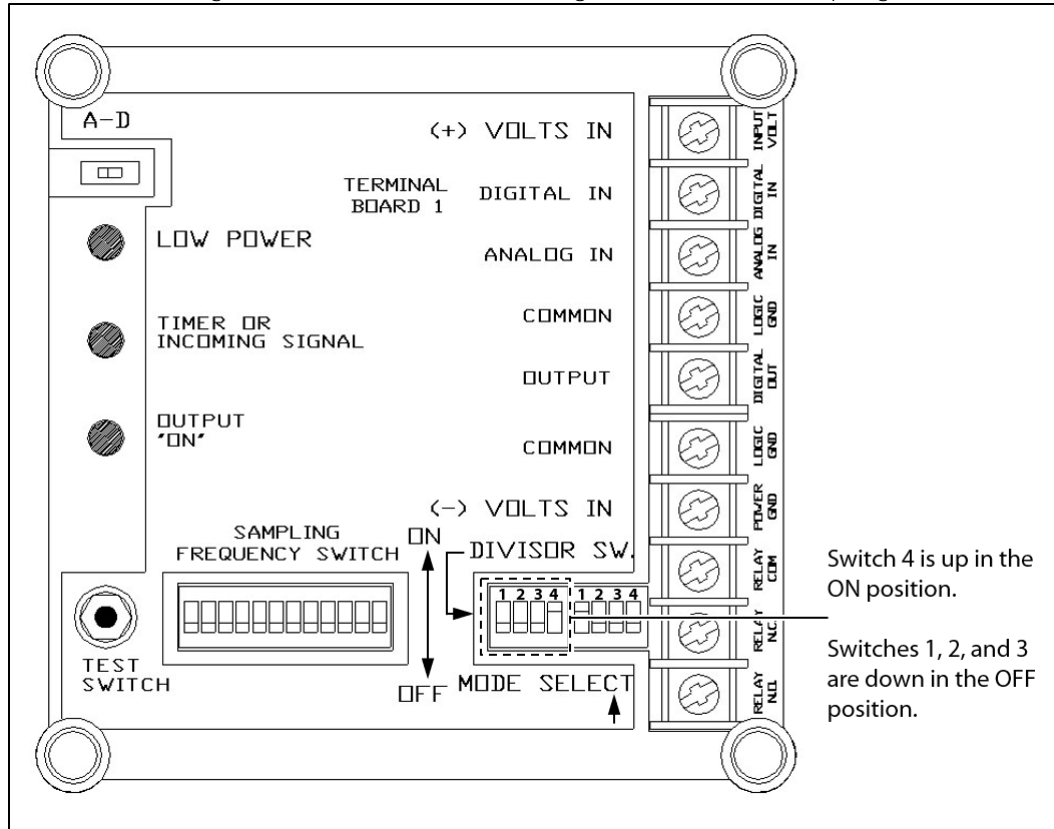 A-D
(+) VOLTS IN
INPUT VOLT
TERMINAL BOARD 1
DIGITAL IN
DIGITAL IN
LOW POWER
ANALOG IN
ANALOG IN
TIMER OR
INCOMING SIGNAL
COMMON
LOGIC GND
OUTPUT
DIGITAL OUT
OUTPUT
"ON"
COMMON
LOGIC GND
(-) VOLTS IN
POWER GND
SAMPLING
FREQUENCY SWITCH
ON
DIVISOR SW.
RELAY COM
1 2 3 4 1 2 3 4
RELAY N.C.
TEST
SWITCH
OFF
MODE SELECT
RELAY N.O.
Switch 4 is up in the
ON position.
Switches 1, 2, and 3
are down in the OFF
position.